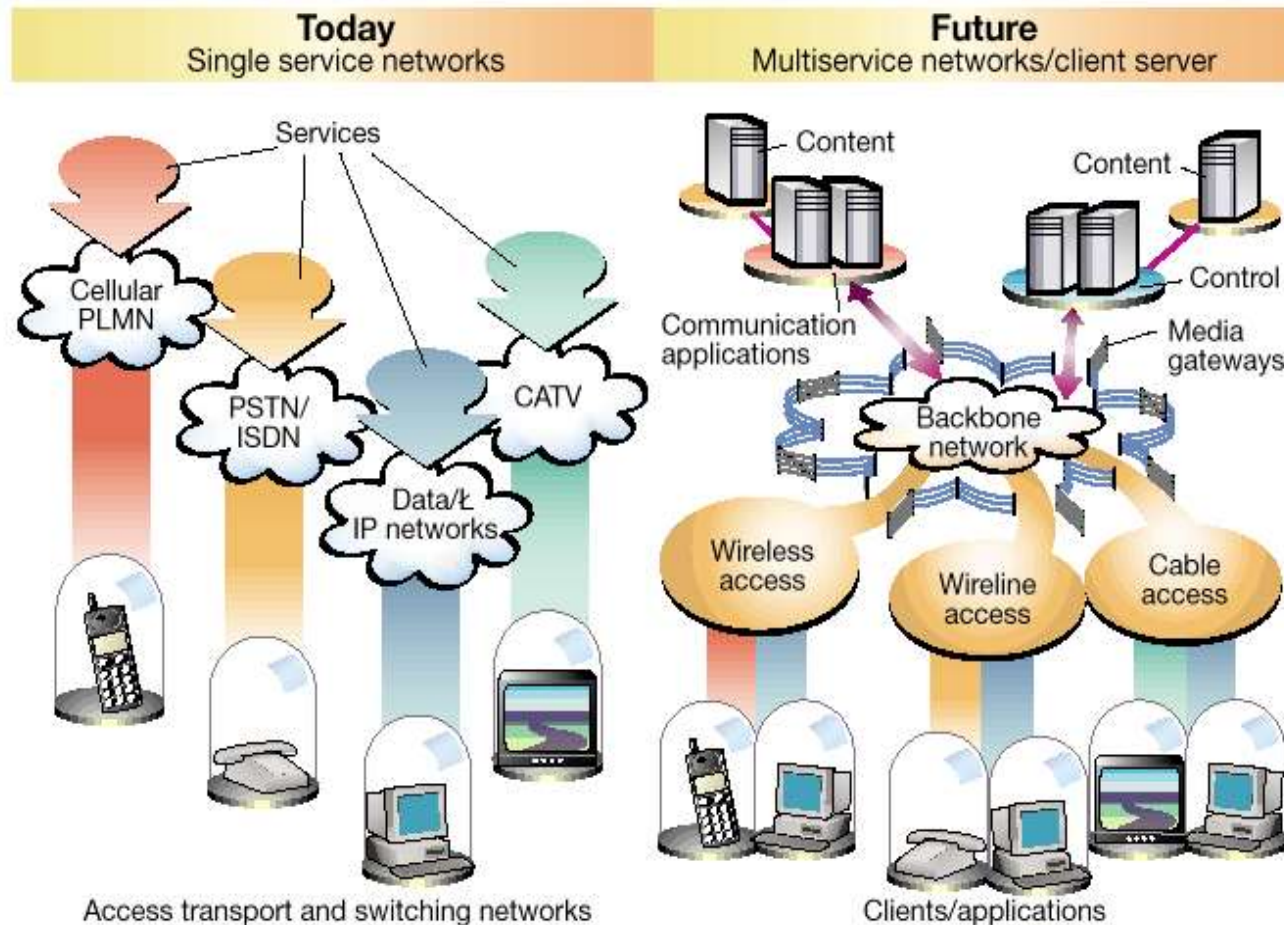 Today
Single service networks
Services
Cellular
PLMN
PSTN/
ISDN
Data/Ł
IP networks
CATV
Access transport and switching networks
Future
Multiservice networks/client server
Content
Content
Control
Communication
applications
Media
gateways
Backbone
network
Wireless
access
Wireline
access
Cable
access
Clients/applications